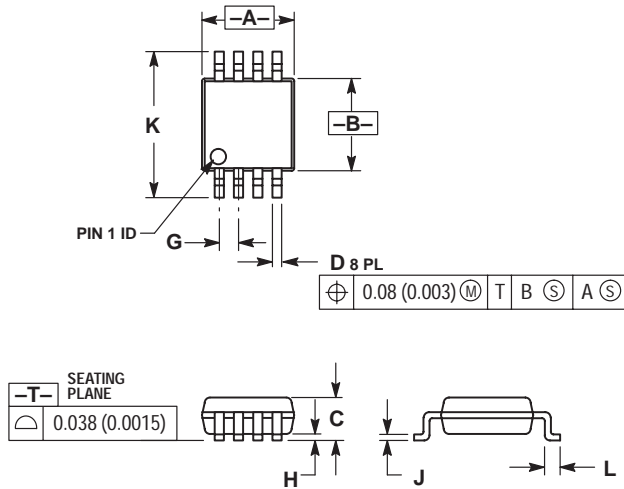 –A–
K
–B–
PIN 1 ID
G
D 8 PL
⌖ 0.08 (0.003) Ⓜ T B Ⓢ A Ⓢ
–T– SEATING PLANE
⌓ 0.038 (0.0015)
C
H
J
L